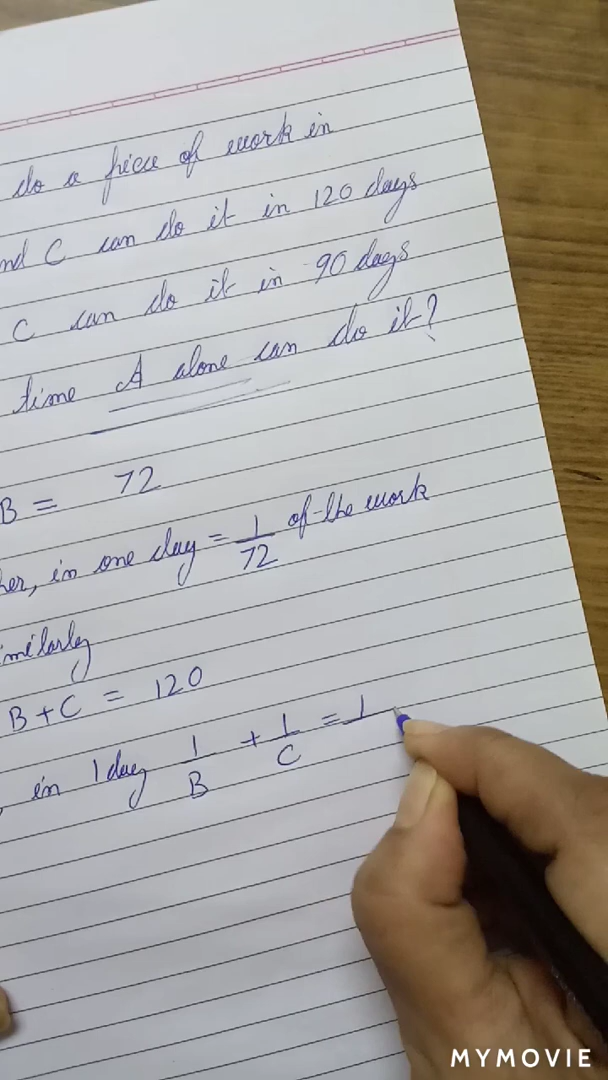 do a piece of work in
nd C can do it in 120 days
C can do it in 90 days
time A alone can do it?
B = 72
her, in one day = 1/72 of the work
imilarly
B + C = 120
, in 1 day 1/B + 1/C = 1
MYMOVIE